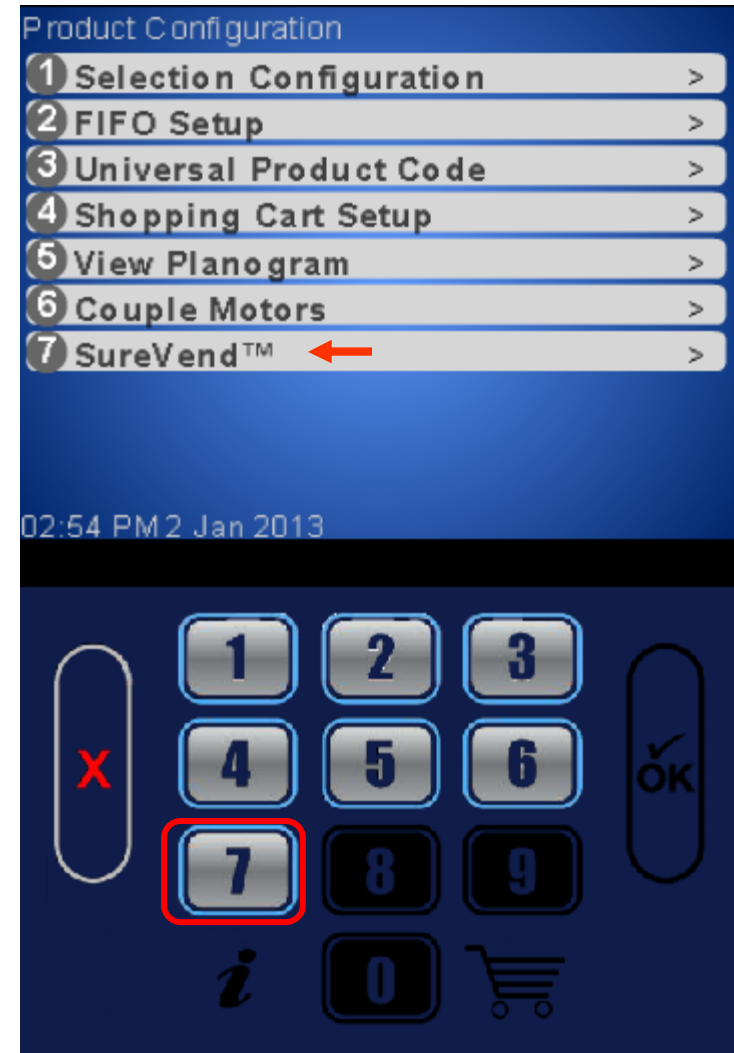 Product Configuration
1 Selection Configuration >
2 FIFO Setup >
3 Universal Product Code >
4 Shopping Cart Setup >
5 View Planogram >
6 Couple Motors >
7 SureVend™ >
02:54 PM 2 Jan 2013
1 2 3
X 4 5 6 OK
7 8 9
i 0